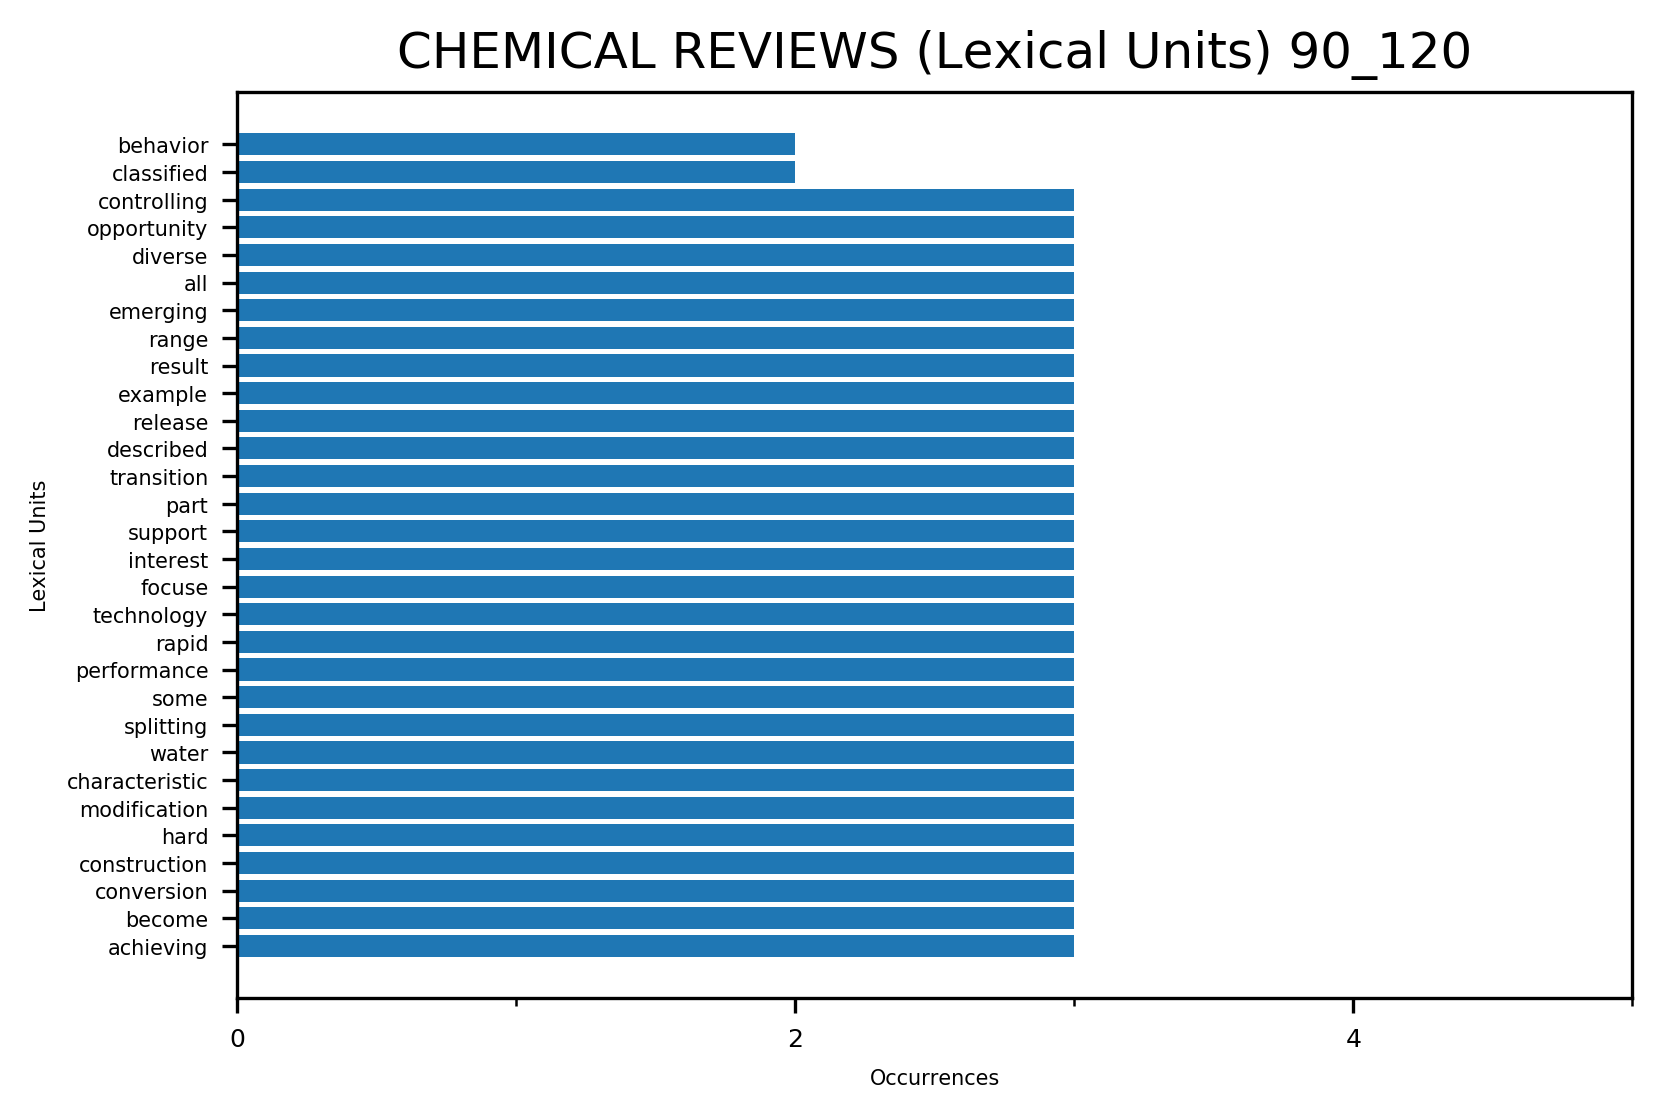 CHEMICAL REVIEWS (Lexical Units) 90_120
behavior
classified
controlling
opportunity
diverse
all
emerging
range
result
example
release
described
transition
part
support
interest
focuse
technology
rapid
performance
some
splitting
water
characteristic
modification
hard
construction
conversion
become
achieving
Lexical Units
0 2 4
Occurrences